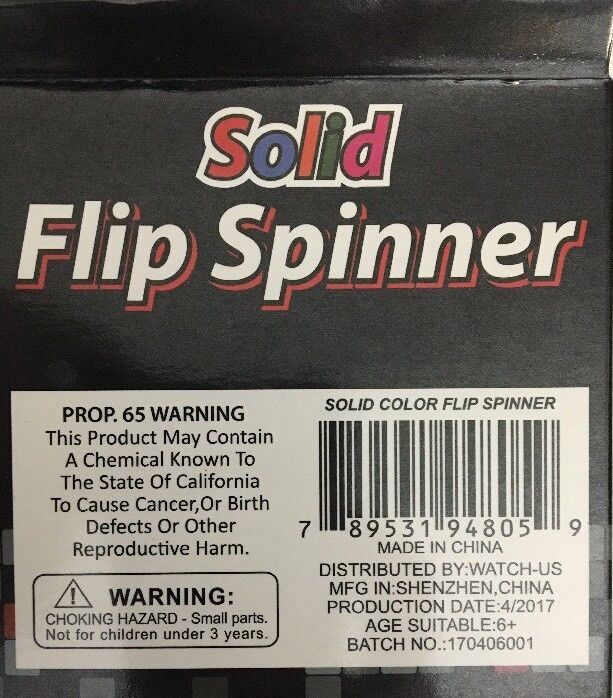 Solid
Flip Spinner
PROP. 65 WARNING
This Product May Contain
A Chemical Known To
The State Of California
To Cause Cancer,Or Birth
Defects Or Other
Reproductive Harm.
WARNING:
CHOKING HAZARD - Small parts.
Not for children under 3 years.
SOLID COLOR FLIP SPINNER
7 89531 94805 9
MADE IN CHINA
DISTRIBUTED BY:WATCH-US
MFG IN:SHENZHEN,CHINA
PRODUCTION DATE:4/2017
AGE SUITABLE:6+
BATCH NO.:170406001